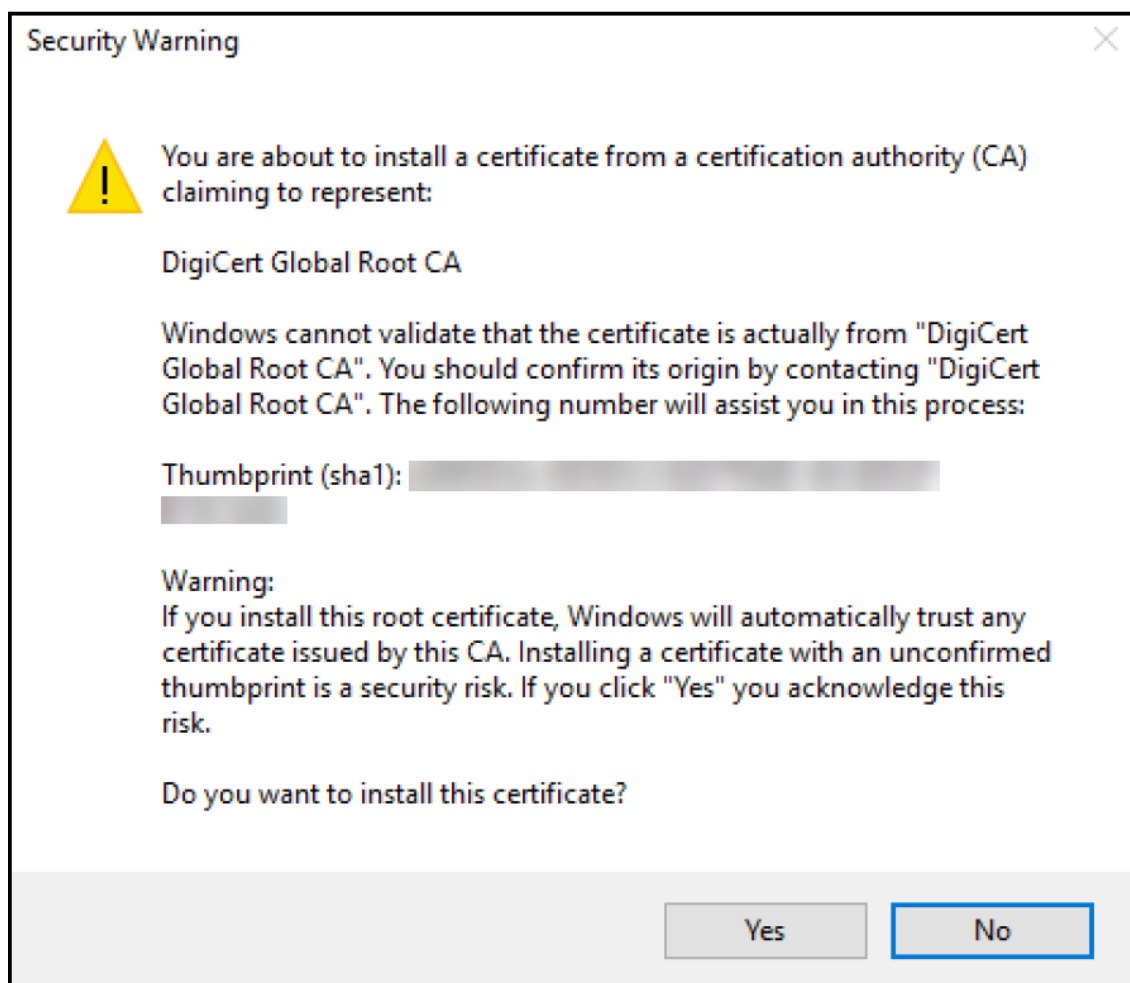 Security Warning
You are about to install a certificate from a certification authority (CA)
claiming to represent:
DigiCert Global Root CA
Windows cannot validate that the certificate is actually from "DigiCert
Global Root CA". You should confirm its origin by contacting "DigiCert
Global Root CA". The following number will assist you in this process:
Thumbprint (sha1):
Warning:
If you install this root certificate, Windows will automatically trust any
certificate issued by this CA. Installing a certificate with an unconfirmed
thumbprint is a security risk. If you click "Yes" you acknowledge this
risk.
Do you want to install this certificate?
Yes
No